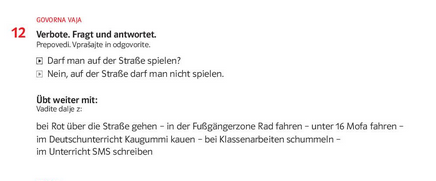 GOVORNA VAJA
12 Verbote. Fragt und antwortet.
Prepovedi. Vprašajte in odgovorite.
Darf man auf der Straße spielen?
Nein, auf der Straße darf man nicht spielen.
Übt weiter mit:
Vadite dalje z:
bei Rot über die Straße gehen – in der Fußgängerzone Rad fahren – unter 16 Mofa fahren –
im Deutschunterricht Kaugummi kauen – bei Klassenarbeiten schummeln –
im Unterricht SMS schreiben